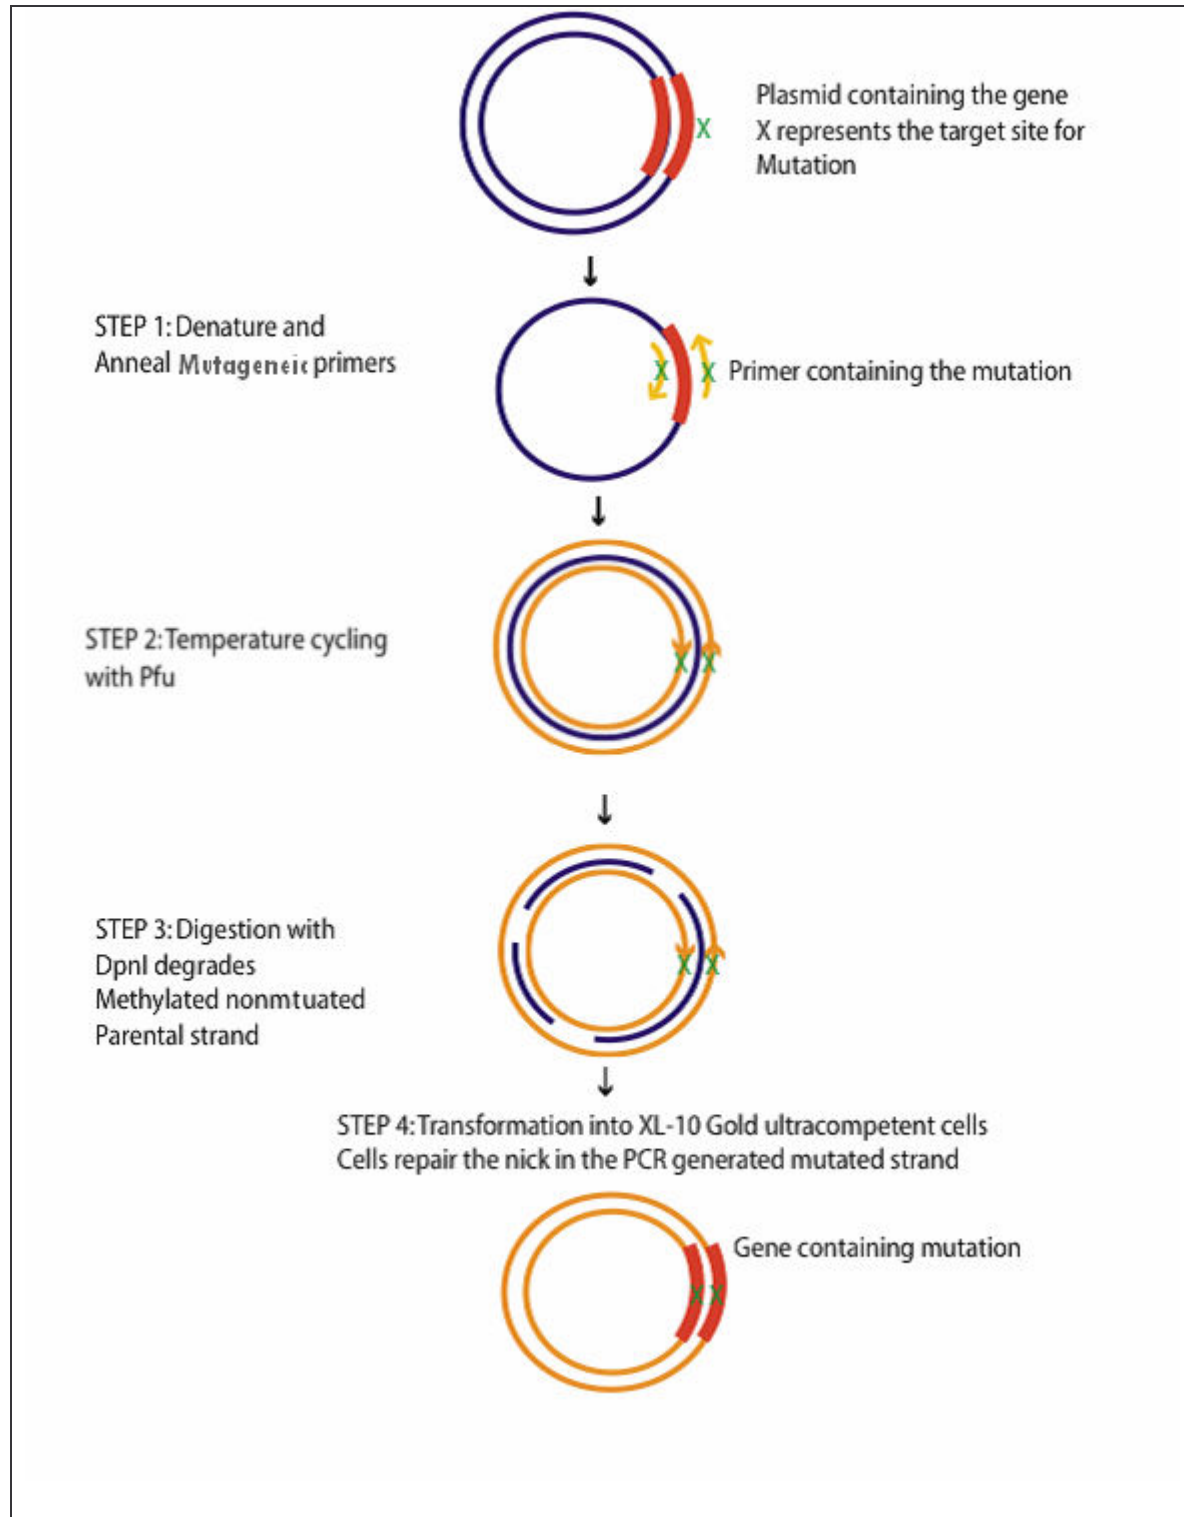 Plasmid containing the gene
X represents the target site for
Mutation
X
STEP 1: Denature and
Anneal Mutageneic primers
X X
Primer containing the mutation
STEP 2: Temperature cycling
with Pfu
X X
STEP 3: Digestion with
DpnI degrades
Methylated nonmtuated
Parental strand
X X
STEP 4: Transformation into XL-10 Gold ultracompetent cells
Cells repair the nick in the PCR generated mutated strand
Gene containing mutation
X X